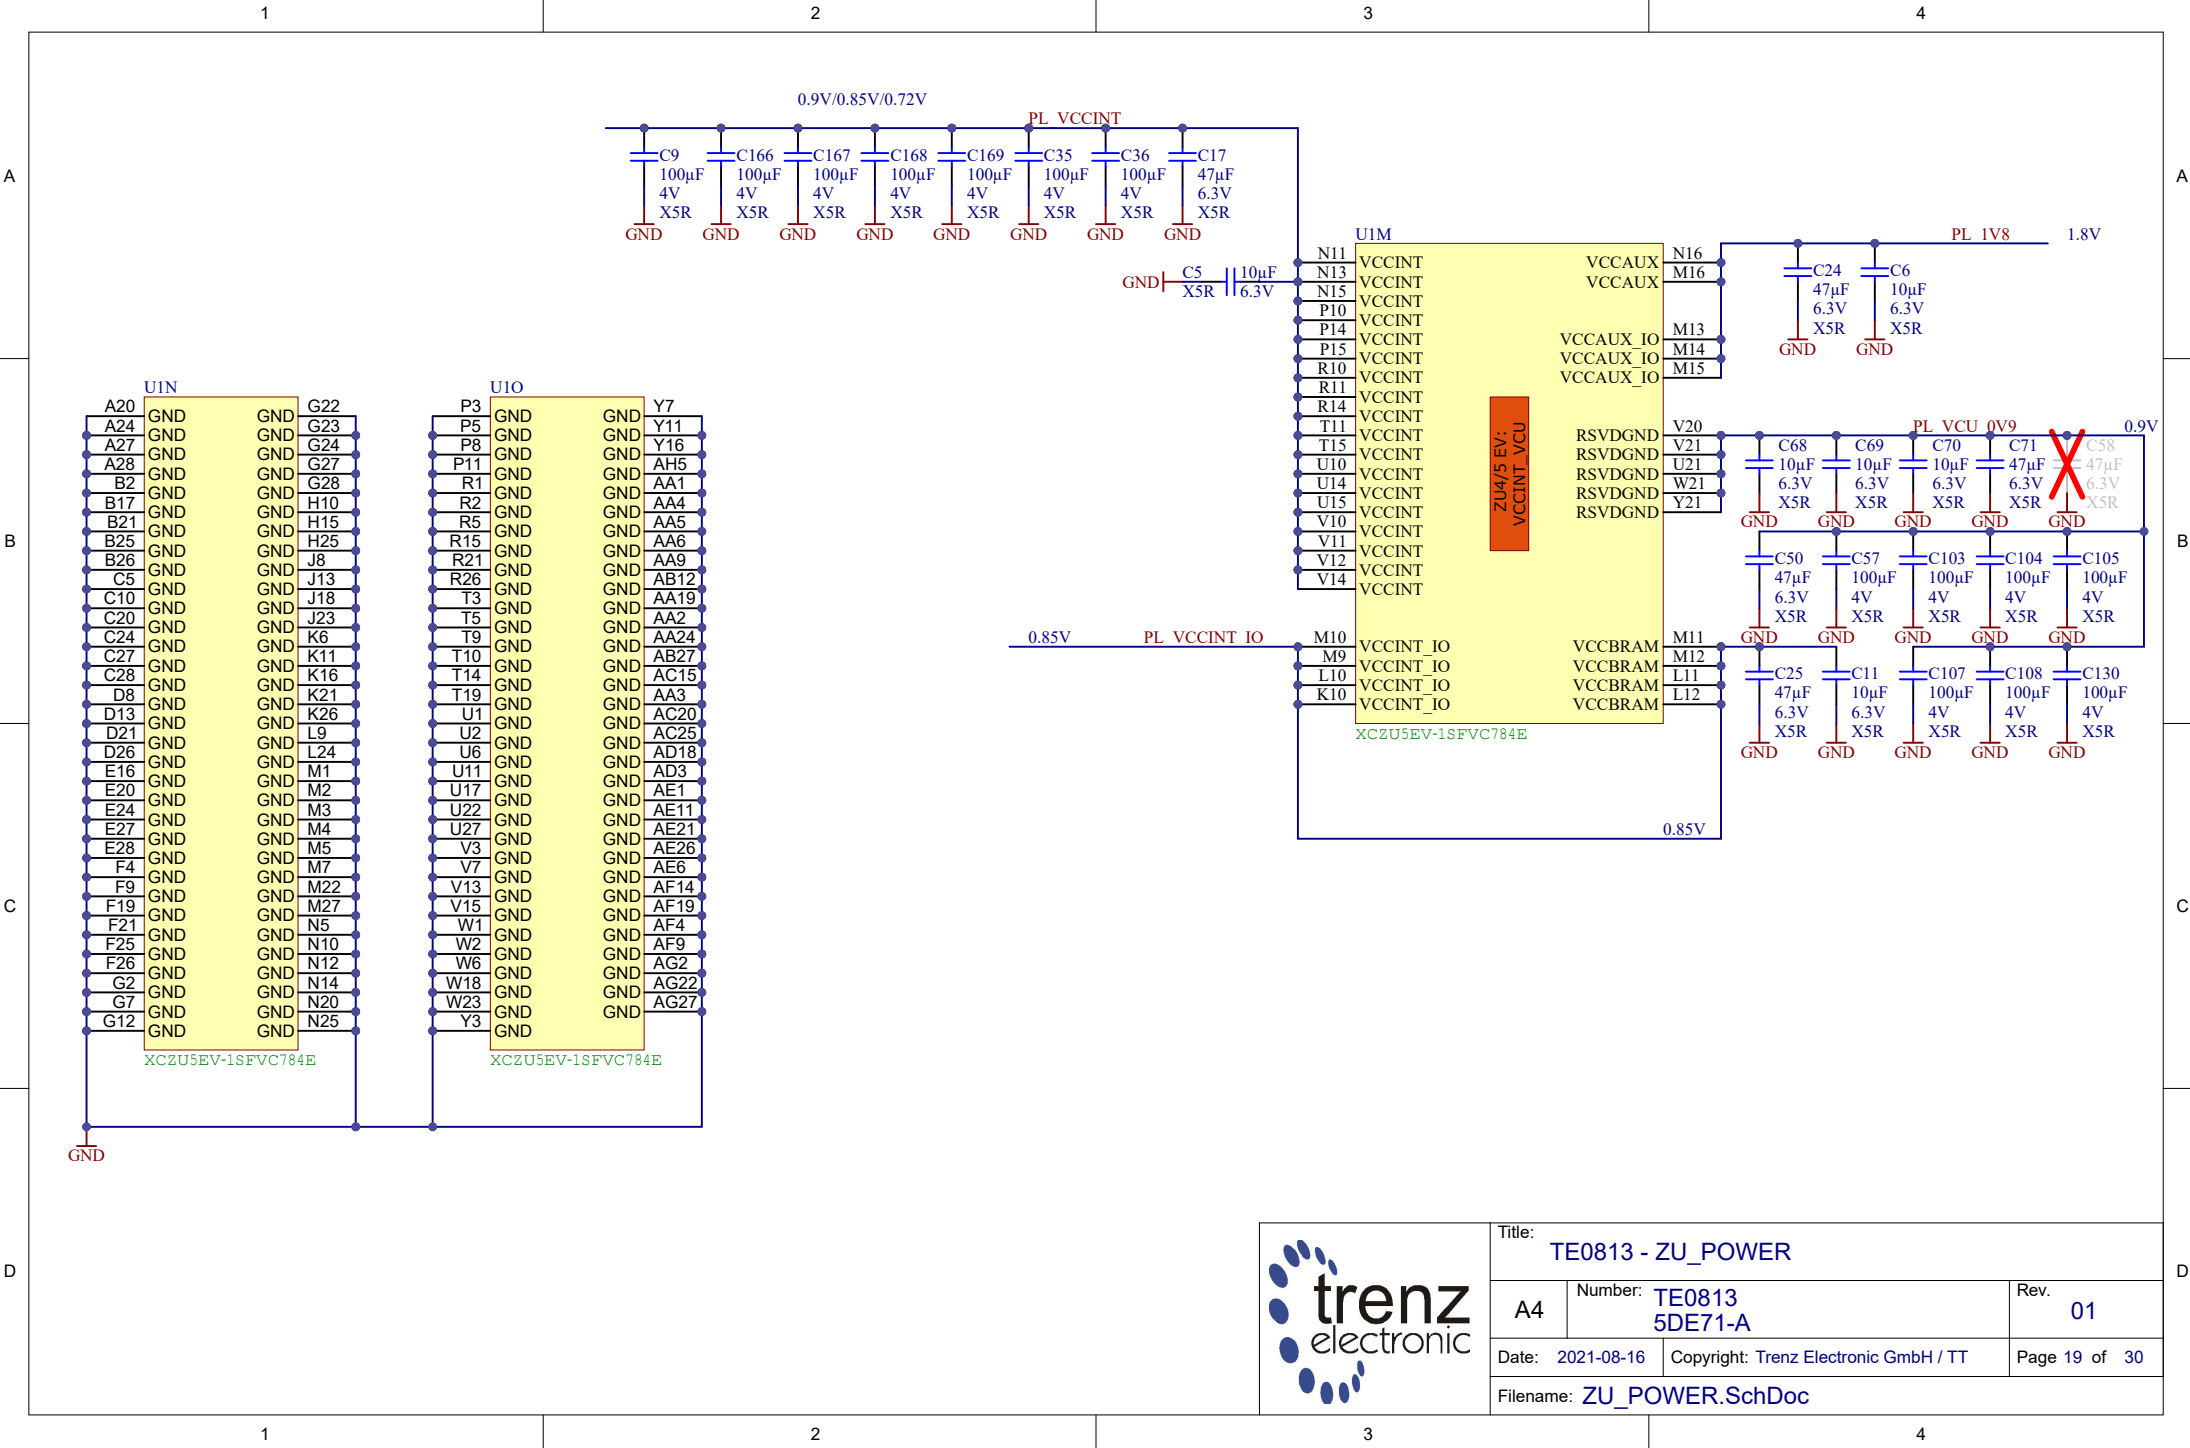 1 2 3 4
A A
B B
C C
D D
0.9V/0.85V/0.72V
PL_VCCINT
C9 C166 C167 C168 C169 C35 C36 C17
100µF 100µF 100µF 100µF 100µF 100µF 100µF 47µF
4V 4V 4V 4V 4V 4V 4V 6.3V
X5R X5R X5R X5R X5R X5R X5R X5R
GND GND GND GND GND GND GND GND
GND C5 10µF
X5R 6.3V
U1M
N11 VCCINT VCCAUX N16
N13 VCCINT VCCAUX M16
N15 VCCINT
P10 VCCINT
P14 VCCINT VCCAUX_IO M13
P15 VCCINT VCCAUX_IO M14
R10 VCCINT VCCAUX_IO M15
R11 VCCINT
R14 VCCINT
T11 VCCINT RSVDGND V20
T15 VCCINT RSVDGND V21
U10 VCCINT RSVDGND U21
U14 VCCINT RSVDGND W21
U15 VCCINT RSVDGND Y21
V10 VCCINT
V11 VCCINT
V12 VCCINT
V14 VCCINT
ZU4/5 EV:
VCCINT_VCU
0.85V PL_VCCINT_IO
M10 VCCINT_IO VCCBRAM M11
M9 VCCINT_IO VCCBRAM M12
L10 VCCINT_IO VCCBRAM L11
K10 VCCINT_IO VCCBRAM L12
XCZU5EV-1SFVC784E
0.85V
PL_1V8 1.8V
C24 C6
47µF 10µF
6.3V 6.3V
X5R X5R
GND GND
PL_VCU_0V9 0.9V
C68 C69 C70 C71 C58
10µF 10µF 10µF 47µF 47µF
6.3V 6.3V 6.3V 6.3V 6.3V
X5R X5R X5R X5R X5R
GND GND GND GND GND
C50 C57 C103 C104 C105
47µF 100µF 100µF 100µF 100µF
6.3V 4V 4V 4V 4V
X5R X5R X5R X5R X5R
GND GND GND GND GND
C25 C11 C107 C108 C130
47µF 10µF 100µF 100µF 100µF
6.3V 6.3V 4V 4V 4V
X5R X5R X5R X5R X5R
GND GND GND GND GND
U1N
A20 GND GND G22
A24 GND GND G23
A27 GND GND G24
A28 GND GND G27
B2 GND GND G28
B17 GND GND H10
B21 GND GND H15
B25 GND GND H25
B26 GND GND J8
C5 GND GND J13
C10 GND GND J18
C20 GND GND J23
C24 GND GND K6
C27 GND GND K11
C28 GND GND K16
D8 GND GND K21
D13 GND GND K26
D21 GND GND L9
D26 GND GND L24
E16 GND GND M1
E20 GND GND M2
E24 GND GND M3
E27 GND GND M4
E28 GND GND M5
F4 GND GND M7
F9 GND GND M22
F19 GND GND M27
F21 GND GND N5
F25 GND GND N10
F26 GND GND N12
G2 GND GND N14
G7 GND GND N20
G12 GND GND N25
XCZU5EV-1SFVC784E
U1O
P3 GND GND Y7
P5 GND GND Y11
P8 GND GND Y16
P11 GND GND AH5
R1 GND GND AA1
R2 GND GND AA4
R5 GND GND AA5
R15 GND GND AA6
R21 GND GND AA9
R26 GND GND AB12
T3 GND GND AA19
T5 GND GND AA2
T9 GND GND AA24
T10 GND GND AB27
T14 GND GND AC15
T19 GND GND AA3
U1 GND GND AC20
U2 GND GND AC25
U6 GND GND AD18
U11 GND GND AD3
U17 GND GND AE1
U22 GND GND AE11
U27 GND GND AE21
V3 GND GND AE26
V7 GND GND AE6
V13 GND GND AF14
V15 GND GND AF19
W1 GND GND AF4
W2 GND GND AF9
W6 GND GND AG2
W18 GND GND AG22
W23 GND GND AG27
Y3 GND
XCZU5EV-1SFVC784E
GND
trenz
electronic
Title:
TE0813 - ZU_POWER
A4 Number: TE0813
5DE71-A
Rev.
01
Date: 2021-08-16 Copyright: Trenz Electronic GmbH / TT Page 19 of 30
Filename: ZU_POWER.SchDoc
1 2 3 4